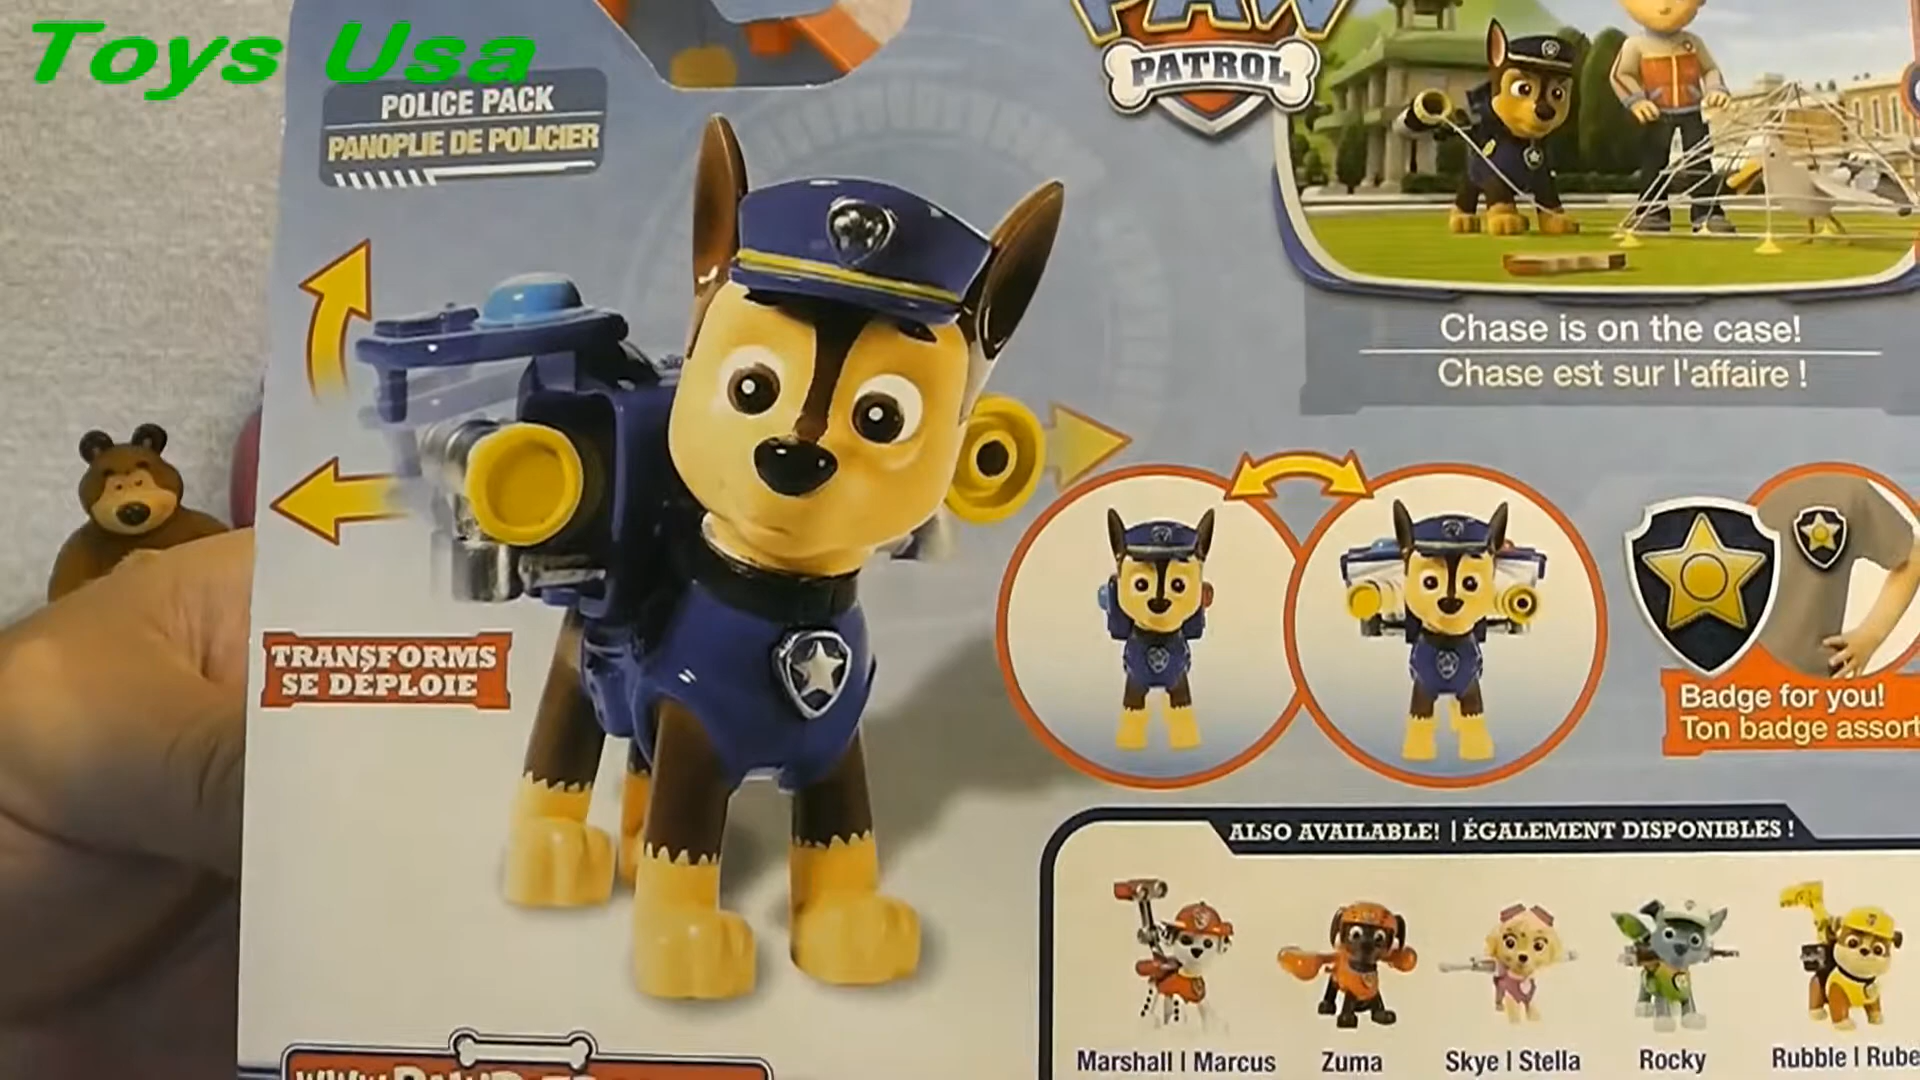 Toys Usa
POLICE PACK
PANOPLIE DE POLICIER
PAW
PATROL
Chase is on the case!
Chase est sur l'affaire !
TRANSFORMS
SE DÉPLOIE
Badge for you!
Ton badge assort
ALSO AVAILABLE! | ÉGALEMENT DISPONIBLES !
Marshall | Marcus
Zuma
Skye | Stella
Rocky
Rubble | Rube